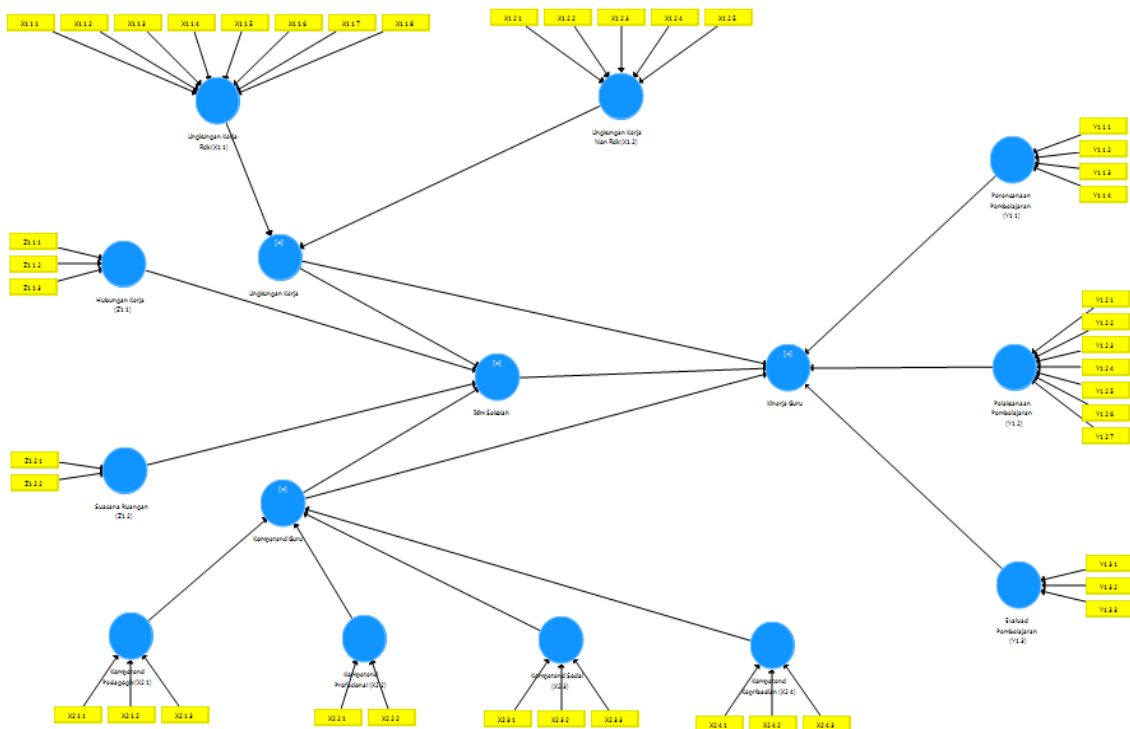 X1.1.1 X1.1.2 X1.1.3 X1.1.4 X1.1.5 X1.1.6 X1.1.7 X1.1.8
X1.2.1 X1.2.2 X1.2.3 X1.2.4 X1.2.5
Lingkungan Kerja
Fisik (X1.1)
Lingkungan Kerja
Non Fisik (X1.2)
Y1.1.1
Y1.1.2
Y1.1.3
Y1.1.4
Perencanaan
Pembelajaran
(Y1.1)
Z1.1.1
Z1.1.2
Z1.1.3
Hubungan Kerja
(Z1.1)
[+]
Lingkungan Kerja
Y1.2.1
Y1.2.2
Y1.2.3
Y1.2.4
Y1.2.5
Y1.2.6
Y1.2.7
Pelaksanaan
Pembelajaran
(Y1.2)
[+]
Iklim Sekolah
[+]
Kinerja Guru
Z1.2.1
Z1.2.2
Suasana Ruangan
(Z1.2)
[+]
Kompetensi Guru
Y1.3.1
Y1.3.2
Y1.3.3
Evaluasi
Pembelajaran
(Y1.3)
Kompetensi
Pedagogik (X2.1)
Kompetensi
Profesional (X2.2)
Kompetensi Sosial
(X2.3)
Kompetensi
Kepribadian (X2.4)
X2.1.1 X2.1.2 X2.1.3
X2.2.1 X2.2.2
X2.3.1 X2.3.2 X2.3.3
X2.4.1 X2.4.2 X2.4.3